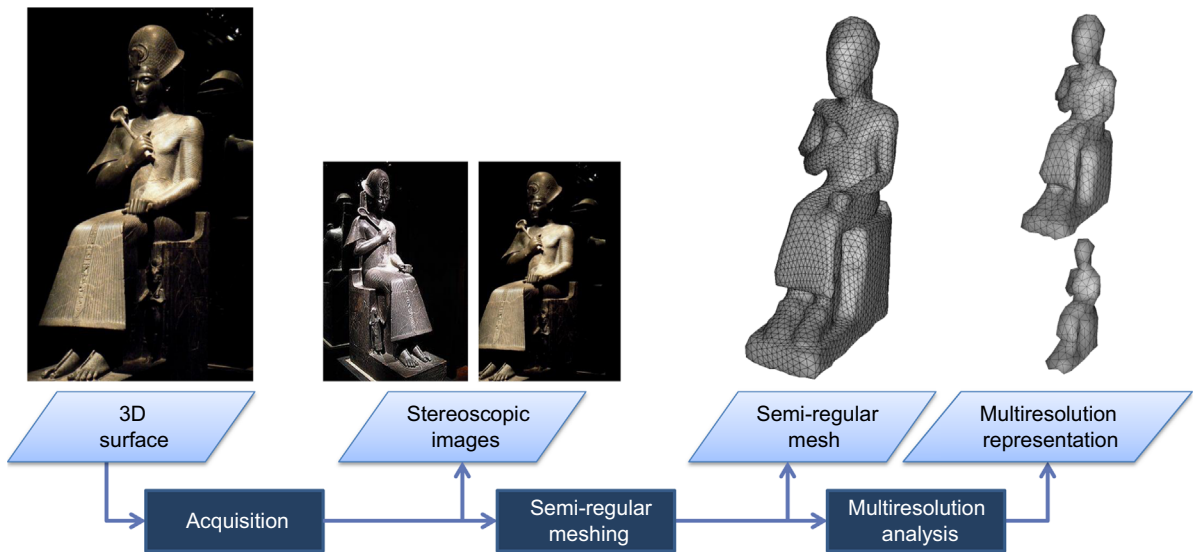 3D
surface
Stereoscopic
images
Semi-regular
mesh
Multiresolution
representation
Acquisition
Semi-regular
meshing
Multiresolution
analysis